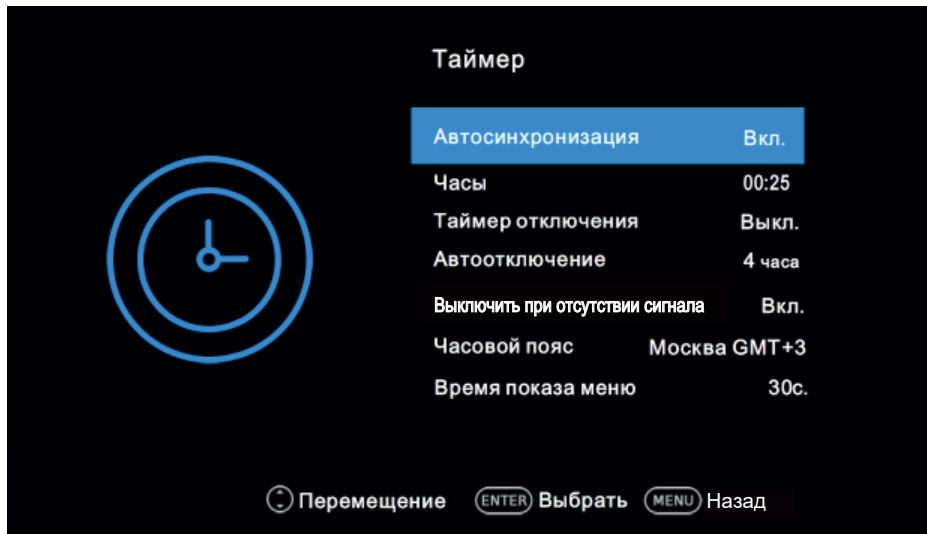 Таймер
Автосинхронизация Вкл.
Часы 00:25
Таймер отключения Выкл.
Автоотключение 4 часа
Выключить при отсутствии сигнала Вкл.
Часовой пояс Москва GMT+3
Время показа меню 30с.
Перемещение ENTER Выбрать MENU Назад